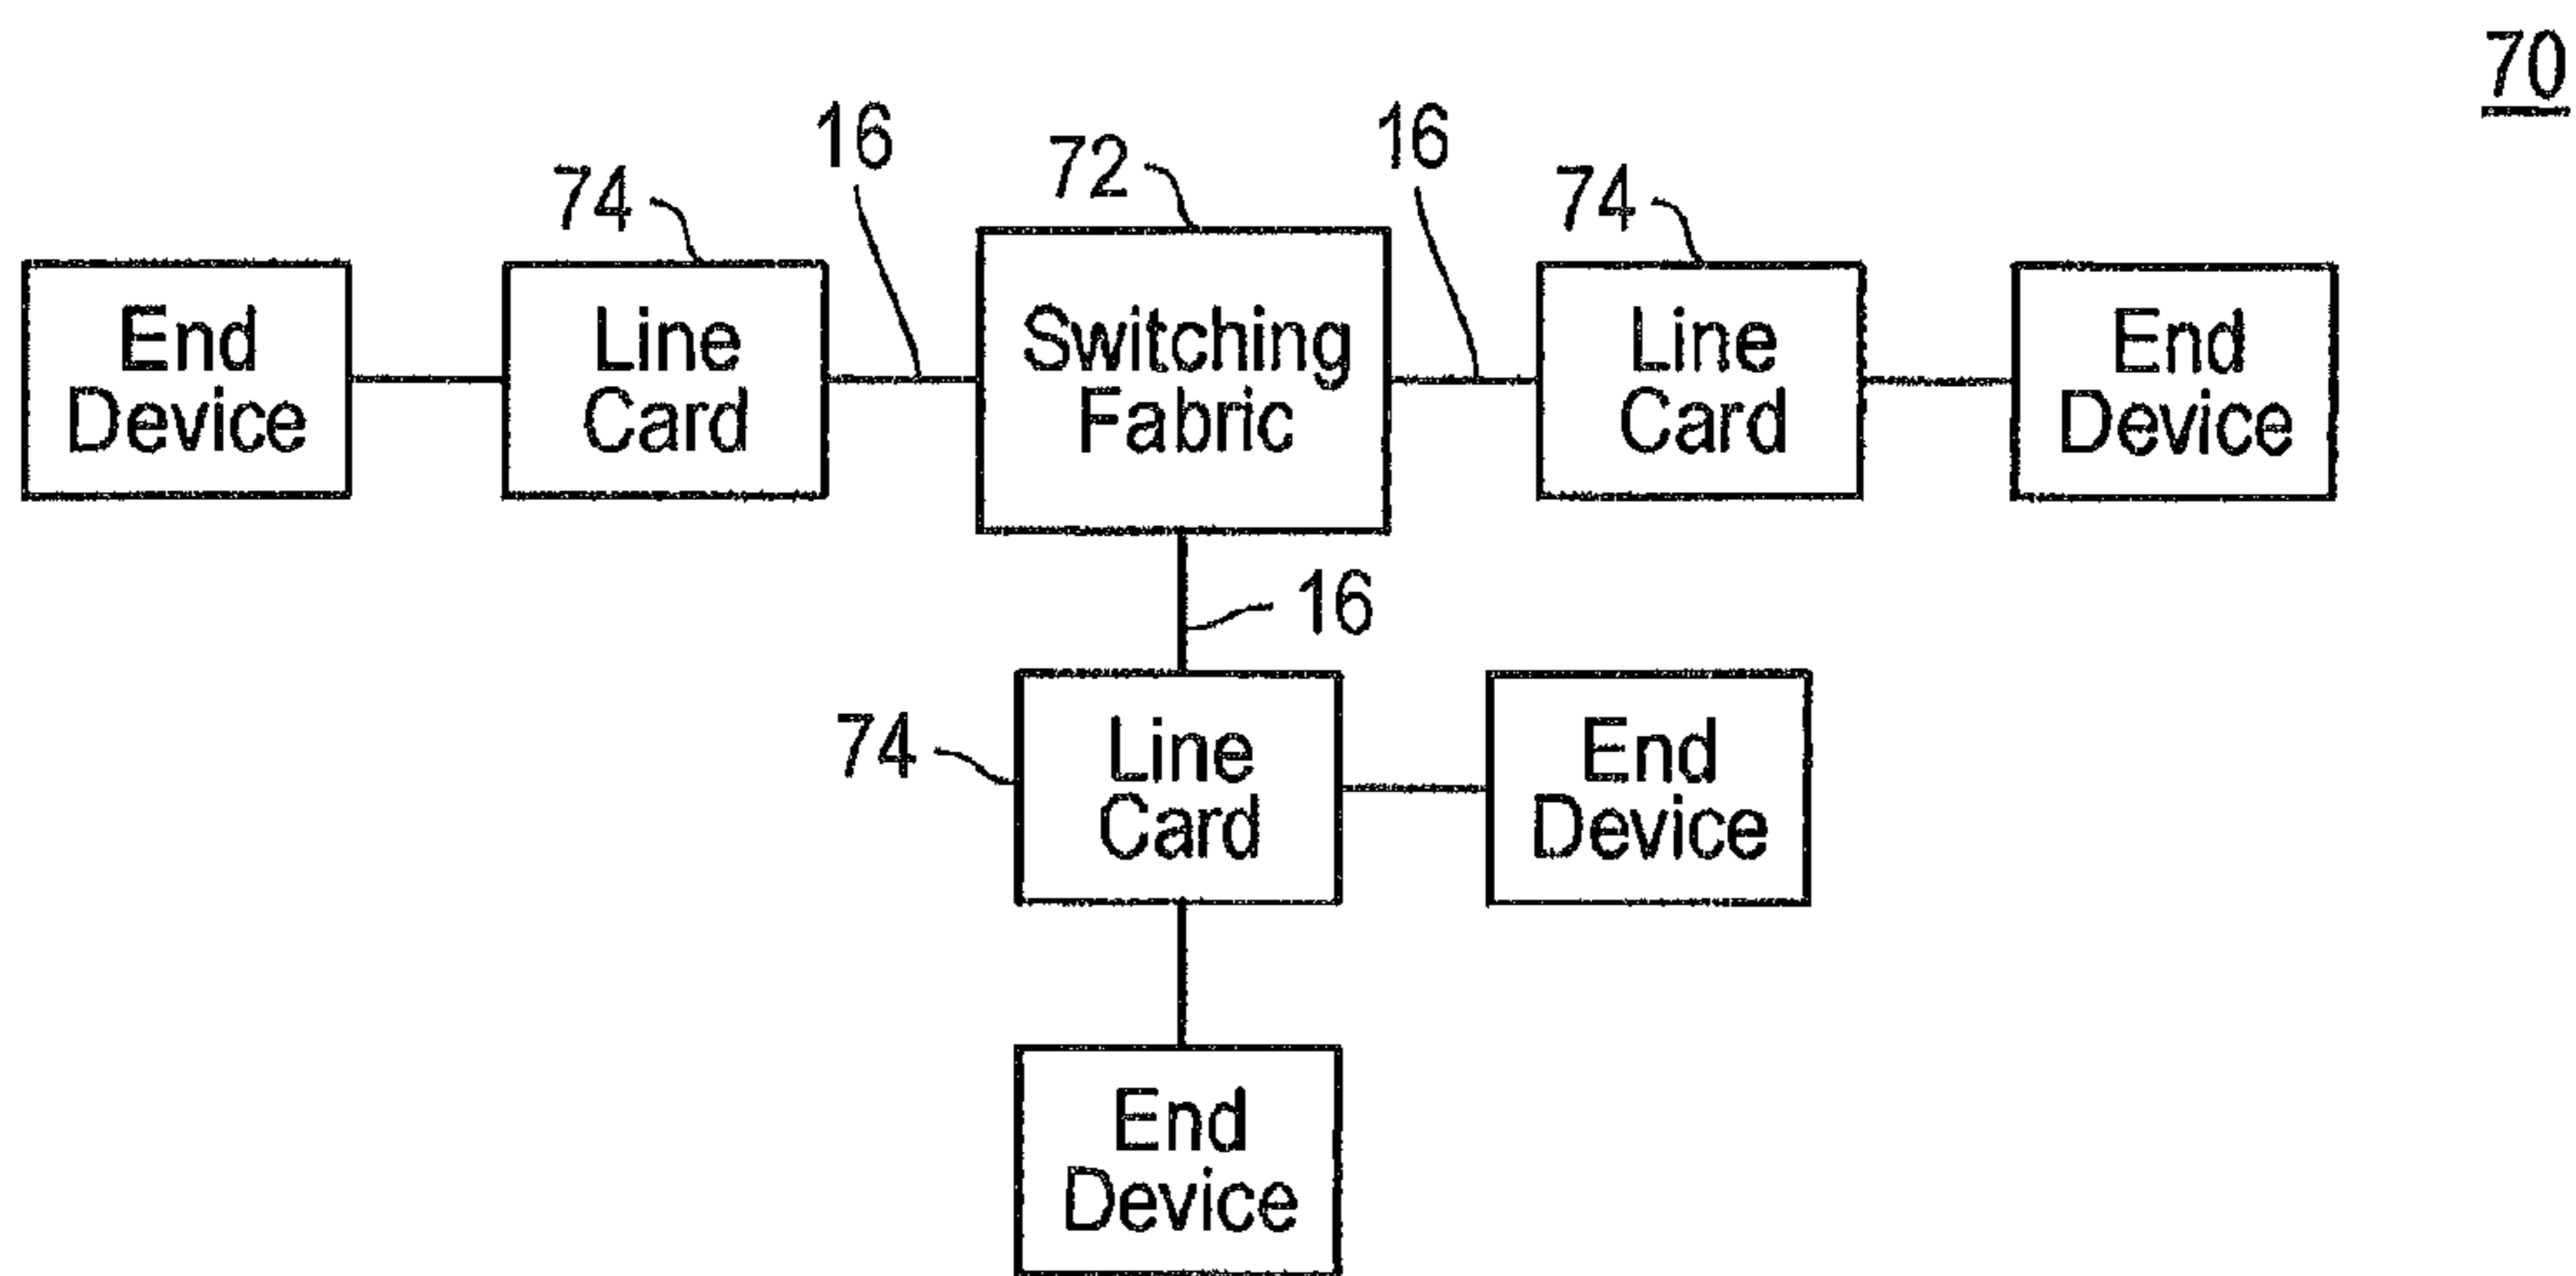 70
16
72
16
74
74
End
Device
Line
Card
Switching
Fabric
Line
Card
End
Device
16
74
Line
Card
End
Device
End
Device